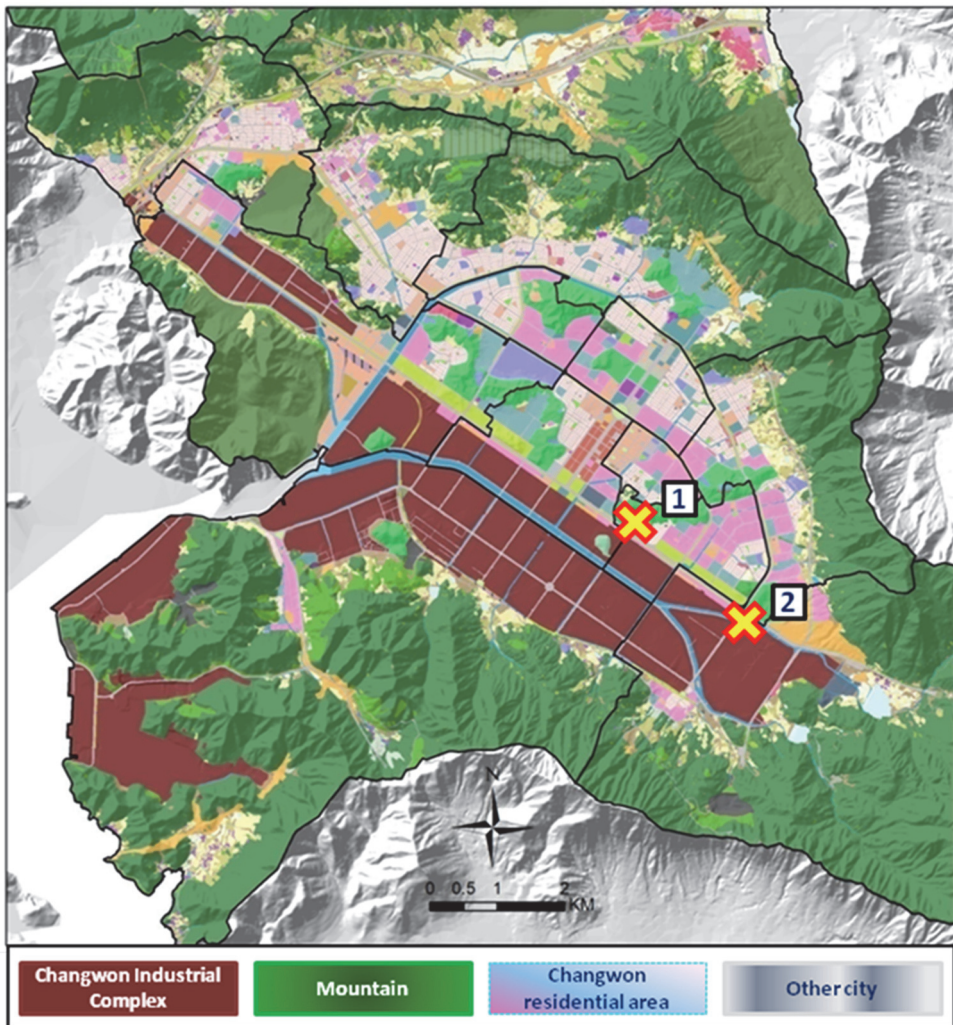 1
2
N
0 0.5 1 2
KM
Changwon Industrial
Complex
Mountain
Changwon
residential area
Other city